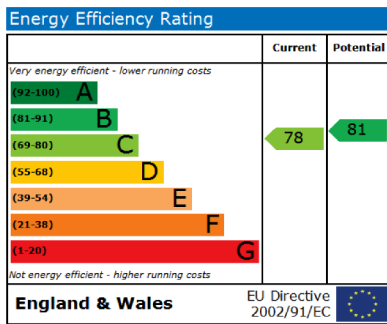 Energy Efficiency Rating
Current Potential
Very energy efficient - lower running costs
(92-100) A
(81-91) B
(69-80) C
78
81
(55-68) D
(39-54) E
(21-38) F
(1-20) G
Not energy efficient - higher running costs
England & Wales
EU Directive
2002/91/EC